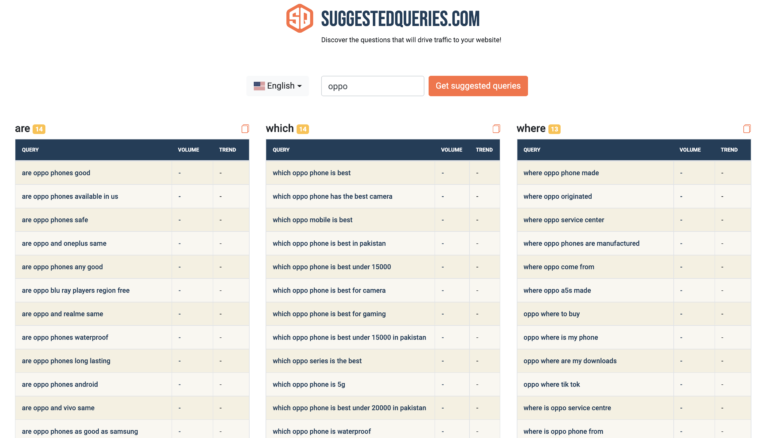 SUGGESTEDQUERIES.COM
Discover the questions that will drive traffic to your website!
English
oppo
Get suggested queries
are 14
QUERY VOLUME TREND
are oppo phones good - -
are oppo phones available in us - -
are oppo phones safe - -
are oppo and oneplus same - -
are oppo phones any good - -
are oppo blu ray players region free - -
are oppo and realme same - -
are oppo phones waterproof - -
are oppo phones long lasting - -
are oppo phones android - -
are oppo and vivo same - -
are oppo phones as good as samsung - -
which 14
QUERY VOLUME TREND
which oppo phone is best - -
which oppo phone has the best camera - -
which oppo mobile is best - -
which oppo phone is best in pakistan - -
which oppo phone is best under 15000 - -
which oppo phone is best for camera - -
which oppo phone is best for gaming - -
which oppo phone is best under 15000 in pakistan - -
which oppo series is the best - -
which oppo phone is 5g - -
which oppo phone is best under 20000 in pakistan - -
which oppo phone is waterproof - -
where 13
QUERY VOLUME TREND
where oppo phone made - -
where oppo originated - -
where oppo service center - -
where oppo phones are manufactured - -
where oppo come from - -
where oppo a5s made - -
oppo where to buy - -
oppo where is my phone - -
oppo where are my downloads - -
oppo where tik tok - -
where is oppo service centre - -
where is oppo phone from - -